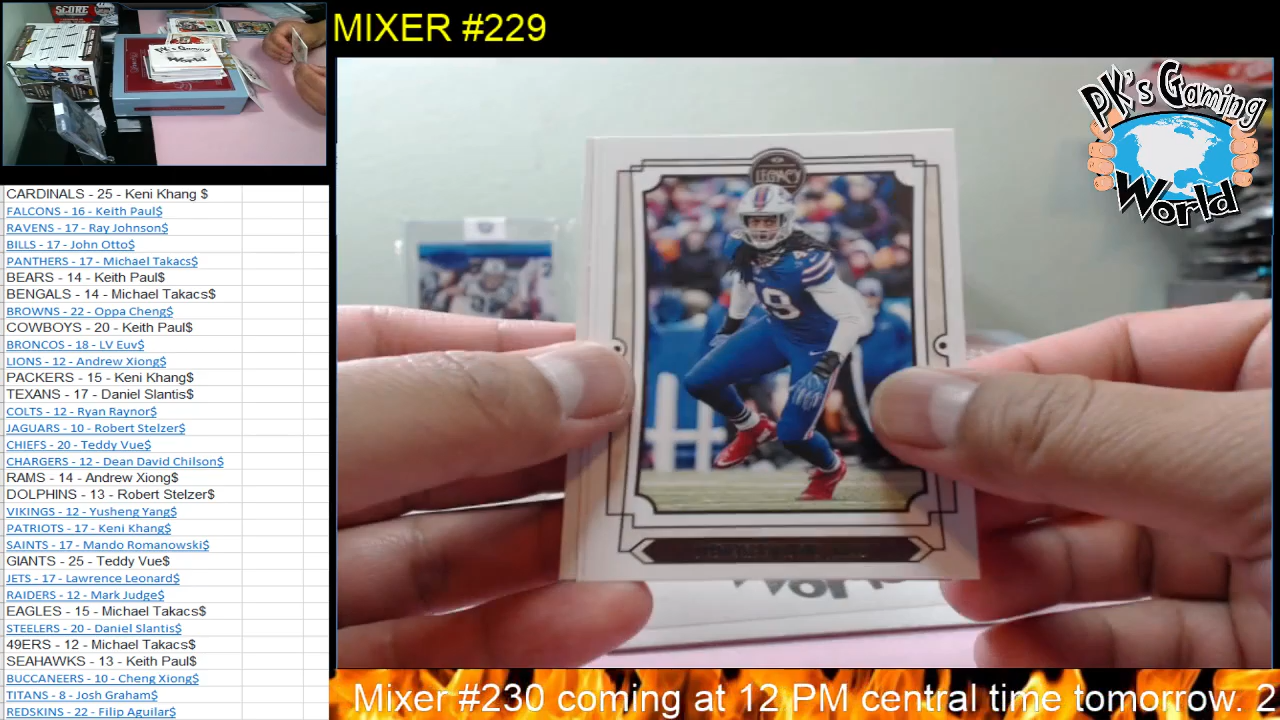 MIXER #229
SCORE
PK's Gaming
World
PK's Gaming
World
LEGACY
49
CARDINALS - 25 - Keni Khang $
FALCONS - 16 - Keith Paul$
RAVENS - 17 - Ray Johnson$
BILLS - 17 - John Otto$
PANTHERS - 17 - Michael Takacs$
BEARS - 14 - Keith Paul$
BENGALS - 14 - Michael Takacs$
BROWNS - 22 - Oppa Cheng$
COWBOYS - 20 - Keith Paul$
BRONCOS - 18 - LV Euv$
LIONS - 12 - Andrew Xiong$
PACKERS - 15 - Keni Khang$
TEXANS - 17 - Daniel Slantis$
COLTS - 12 - Ryan Raynor$
JAGUARS - 10 - Robert Stelzer$
CHIEFS - 20 - Teddy Vue$
CHARGERS - 12 - Dean David Chilson$
RAMS - 14 - Andrew Xiong$
DOLPHINS - 13 - Robert Stelzer$
VIKINGS - 12 - Yusheng Yang$
PATRIOTS - 17 - Keni Khang$
SAINTS - 17 - Mando Romanowski$
GIANTS - 25 - Teddy Vue$
JETS - 17 - Lawrence Leonard$
RAIDERS - 12 - Mark Judge$
EAGLES - 15 - Michael Takacs$
STEELERS - 20 - Daniel Slantis$
49ERS - 12 - Michael Takacs$
SEAHAWKS - 13 - Keith Paul$
BUCCANEERS - 10 - Cheng Xiong$
TITANS - 8 - Josh Graham$
REDSKINS - 22 - Filip Aguilar$
World
Mixer #230 coming at 12 PM central time tomorrow. 2